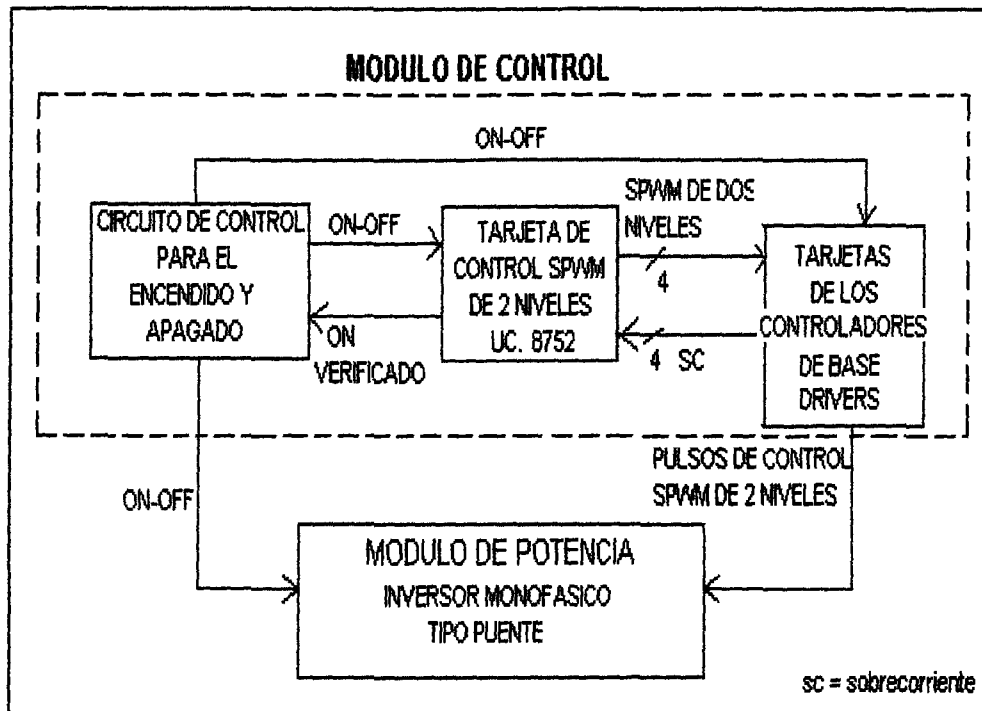 MODULO DE CONTROL
ON-OFF
CIRCUITO DE CONTROL
PARA EL
ENCENDIDO Y
APAGADO
ON-OFF
ON
VERIFICADO
TARJETA DE
CONTROL SPWM
DE 2 NIVELES
UC. 8752
SPWM DE DOS
NIVELES
4
4 SC
TARJETAS
DE LOS
CONTROLADORES
DE BASE
DRIVERS
ON-OFF
PULSOS DE CONTROL
SPWM DE 2 NIVELES
MODULO DE POTENCIA
INVERSOR MONOFASICO
TIPO PUENTE
sc = sobrecorriente